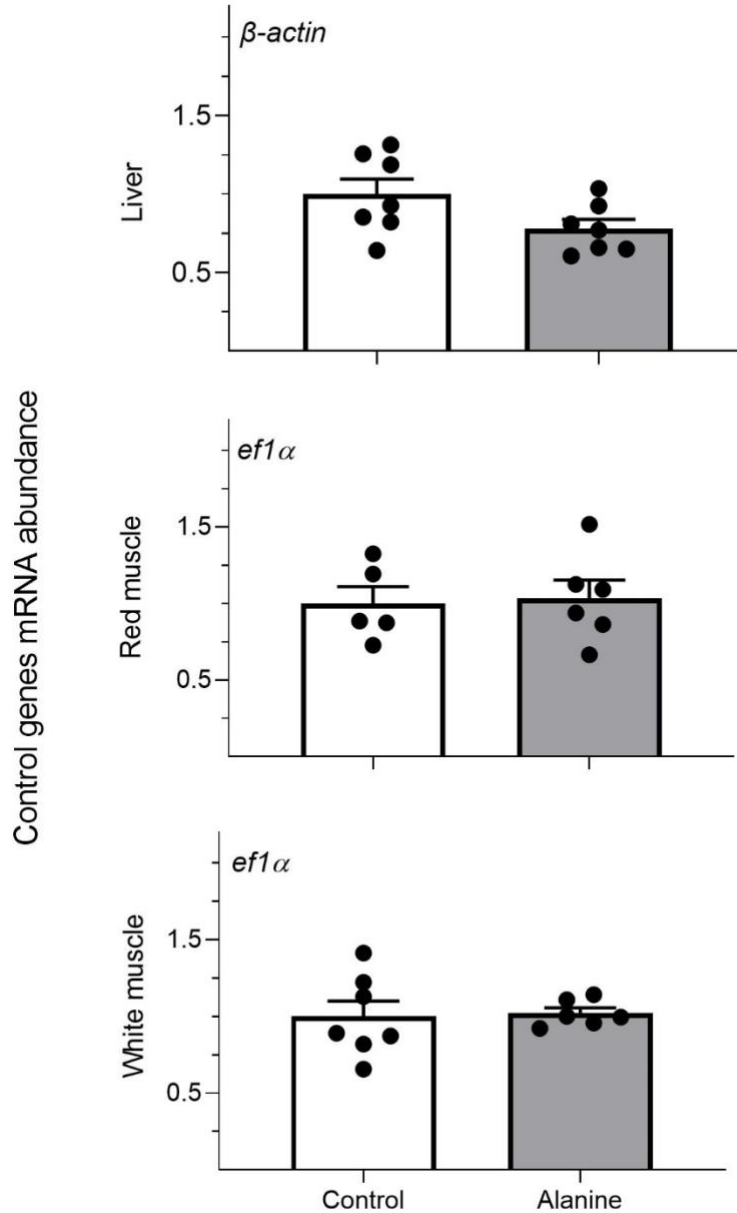 Control genes mRNA abundance
β-actin
Liver
1.5
0.5
ef1α
Red muscle
1.5
0.5
ef1α
White muscle
1.5
0.5
Control Alanine